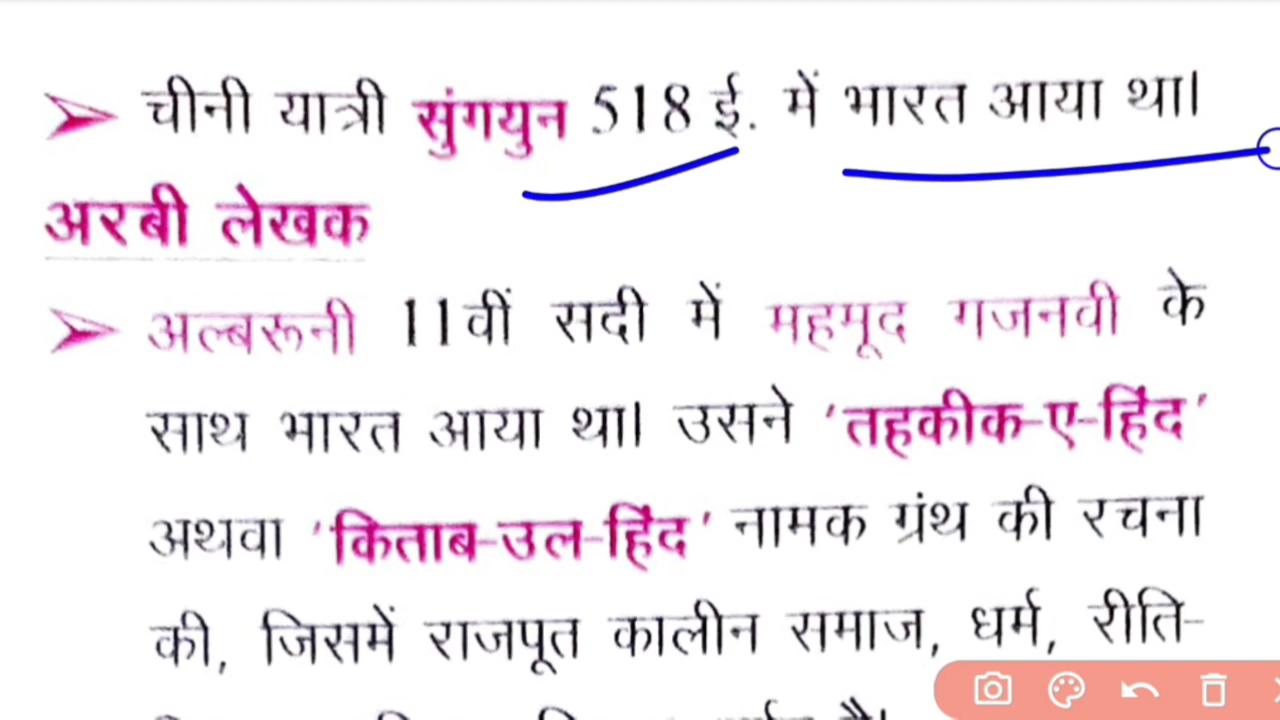 चीनी यात्री सुंगयुन 518 ई. में भारत आया था।
अरबी लेखक
अल्बरूनी 11वीं सदी में महमूद गजनवी के
साथ भारत आया था। उसने 'तहकीक-ए-हिंद'
अथवा 'किताब-उल-हिंद' नामक ग्रंथ की रचना
की, जिसमें राजपूत कालीन समाज, धर्म, रीति-
है।